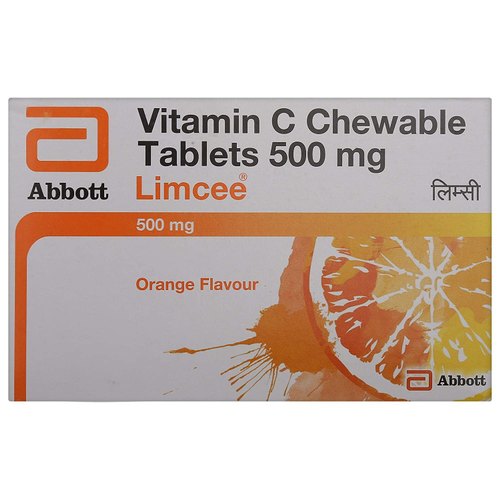 Vitamin C Chewable
Tablets 500 mg
Abbott
Limcee®
लिम्सी
500 mg
Orange Flavour
Abbott